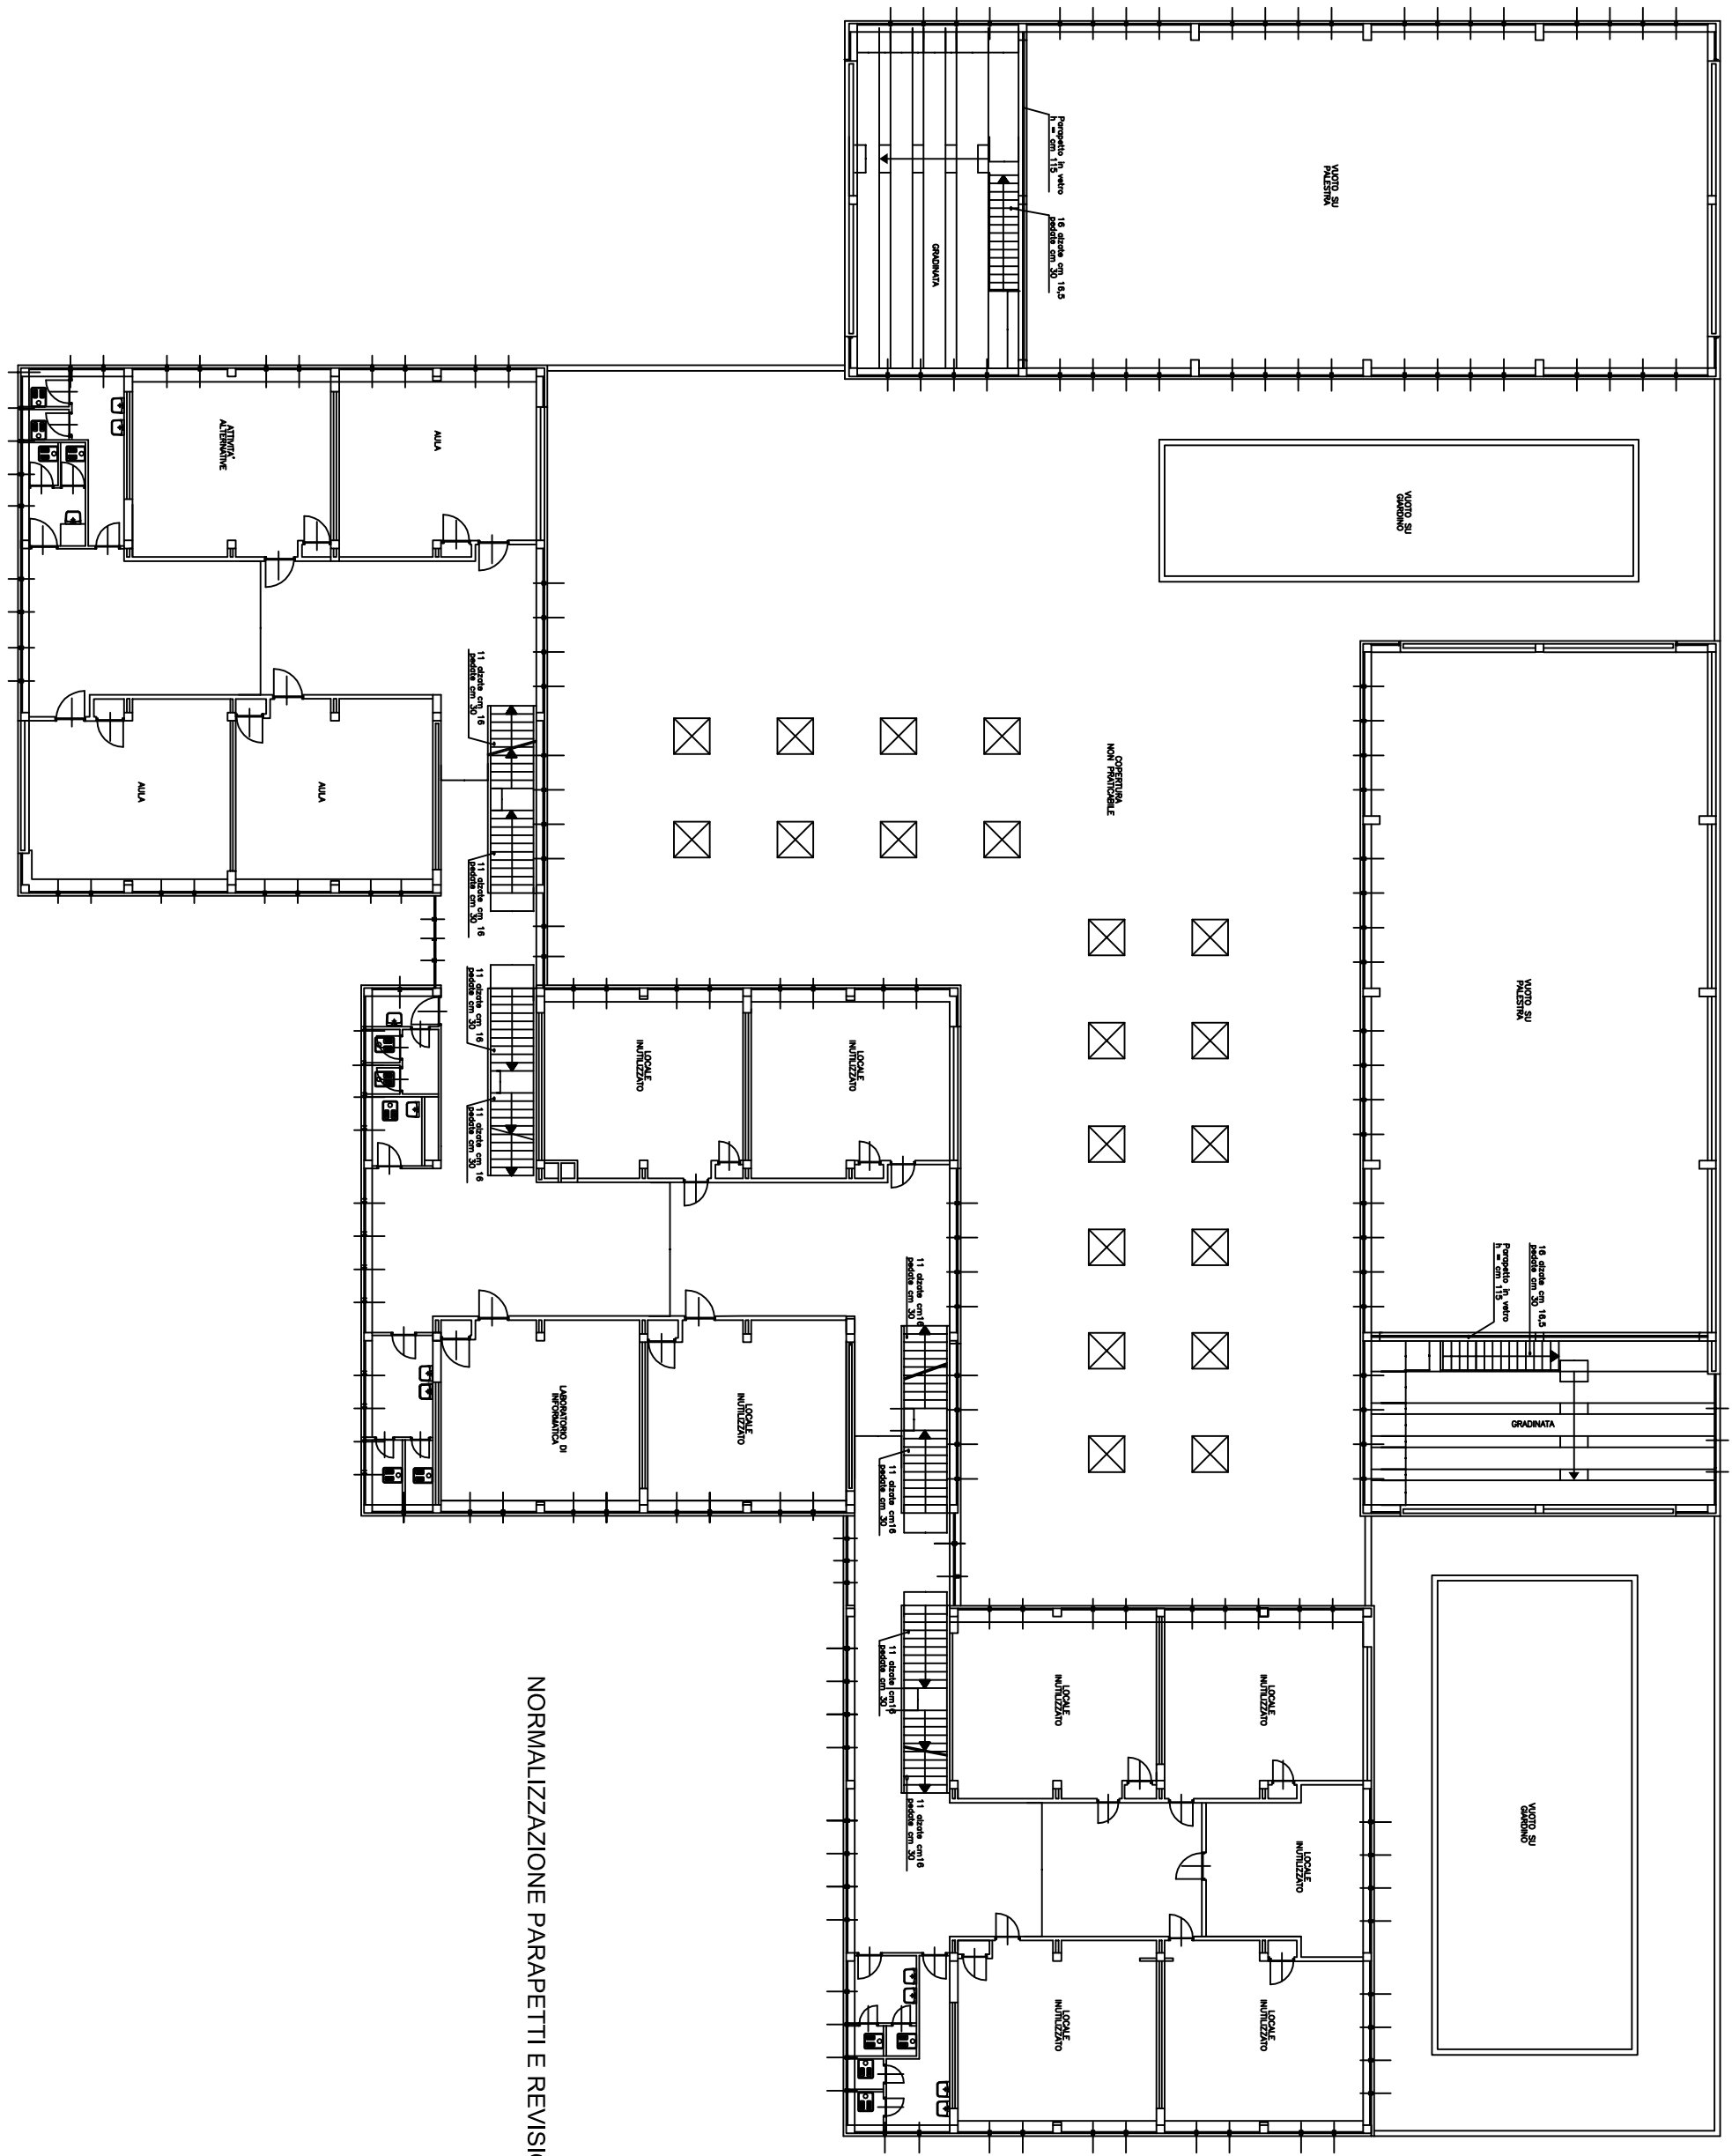 Parapetto in vetro
h = cm 115
16 alzate cm 16,5
pedate cm 30
GRADINATA
VUOTO SU
PALESTRA
ATTIVITA'
ALTERNATIVE
AULA
VUOTO SU
GIARDINO
11 alzate cm 16
pedate cm 30
COPERTURA
NON PRATICABILE
AULA
AULA
11 alzate cm 16
pedate cm 30
11 alzate cm 16
pedate cm 30
LOCALE
INUTILIZZATO
LOCALE
INUTILIZZATO
VUOTO SU
PALESTRA
11 alzate cm 16
pedate cm 30
11 alzate cm16
pedate cm 30
16 alzate cm 16,5
pedate cm 30
Parapetto in vetro
h = cm 115
LABORATORIO DI
INFORMATICA
LOCALE
INUTILIZZATO
GRADINATA
11 alzate cm16
pedate cm 30
11 alzate cm16
pedate cm 30
LOCALE
INUTILIZZATO
LOCALE
INUTILIZZATO
11 alzate cm16
pedate cm 30
LOCALE
INUTILIZZATO
VUOTO SU
GIARDINO
LOCALE
INUTILIZZATO
LOCALE
INUTILIZZATO
NORMALIZZAZIONE PARAPETTI E REVISI